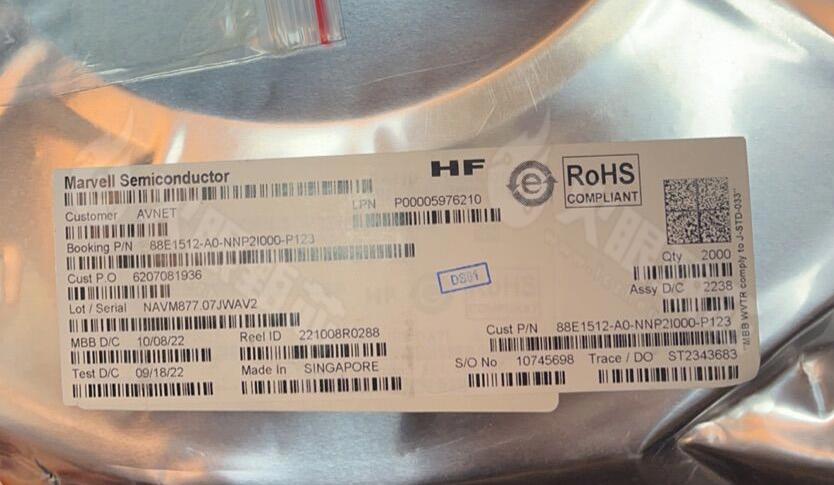 Marvell Semiconductor
HF
e
RoHS
COMPLIANT
Customer AVNET
LPN P00005976210
Booking P/N 88E1512-A0-NNP2I000-P123
Cust P.O 6207081936
DS01
Qty 2000
Assy D/C 2238
Lot / Serial NAVM877.07JWAV2
MBB D/C 10/08/22
Reel ID 221008R0288
Cust P/N 88E1512-A0-NNP2I000-P123
Test D/C 09/18/22
Made In SINGAPORE
S/O No 10745698
Trace / DO ST2343683
"MBB WVTR comply to J-STD-033"